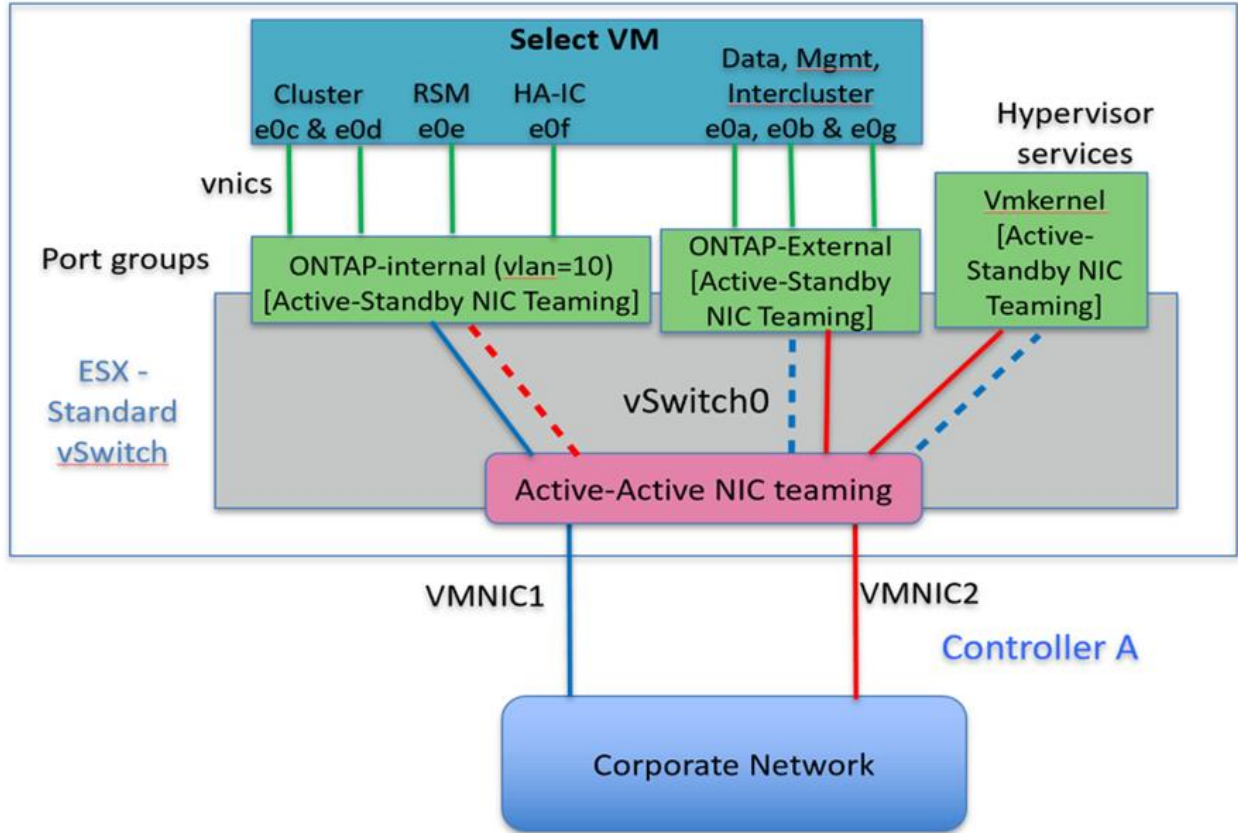 Select VM
Cluster
e0c & e0d
RSM
e0e
HA-IC
e0f
Data, Mgmt,
Intercluster
e0a, e0b & e0g
Hypervisor
services
vnics
Vmkernel
[Active-
Standby NIC
Teaming]
Port groups
ONTAP-internal (vlan=10)
[Active-Standby NIC Teaming]
ONTAP-External
[Active-Standby
NIC Teaming]
ESX -
Standard
vSwitch
vSwitch0
Active-Active NIC teaming
VMNIC1
VMNIC2
Controller A
Corporate Network